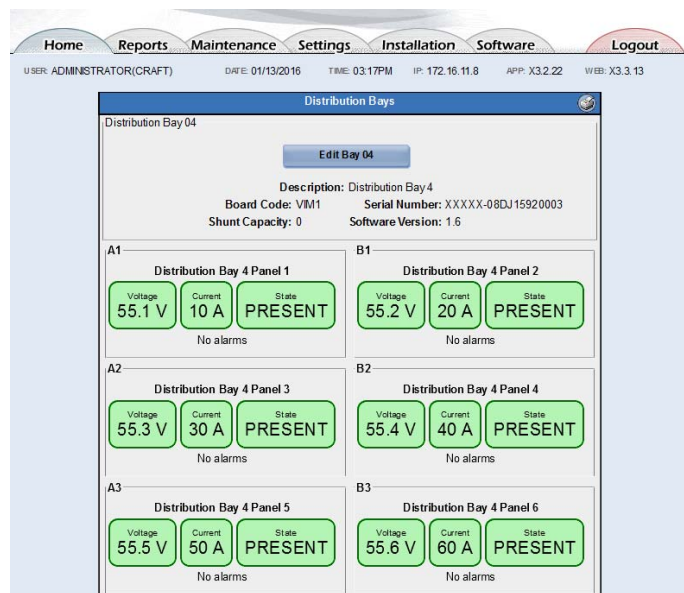 Home Reports Maintenance Settings Installation Software Logout
USER: ADMINISTRATOR(CRAFT) DATE: 01/13/2016 TIME: 03:17PM IP: 172.16.11.8 APP: X3.2.22 WEB: X3.3.13
Distribution Bays
Distribution Bay 04
Edit Bay 04
Description: Distribution Bay 4
Board Code: VIM1 Serial Number: XXXXX-08DJ15920003
Shunt Capacity: 0 Software Version: 1.6
A1 B1
Distribution Bay 4 Panel 1 Distribution Bay 4 Panel 2
Voltage Current State Voltage Current State
55.1 V 10 A PRESENT 55.2 V 20 A PRESENT
No alarms No alarms
A2 B2
Distribution Bay 4 Panel 3 Distribution Bay 4 Panel 4
Voltage Current State Voltage Current State
55.3 V 30 A PRESENT 55.4 V 40 A PRESENT
No alarms No alarms
A3 B3
Distribution Bay 4 Panel 5 Distribution Bay 4 Panel 6
Voltage Current State Voltage Current State
55.5 V 50 A PRESENT 55.6 V 60 A PRESENT
No alarms No alarms